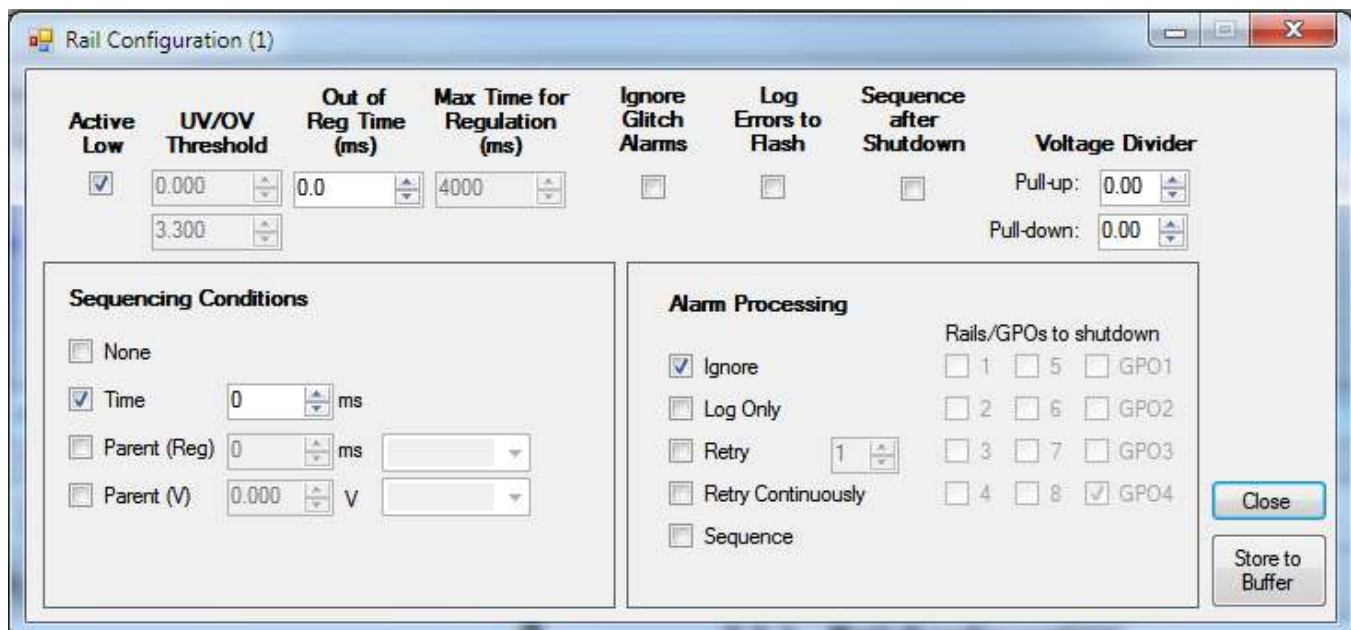 Rail Configuration (1)
Active Low
UV/OV Threshold
Out of Reg Time (ms)
Max Time for Regulation (ms)
Ignore Glitch Alarms
Log Errors to Flash
Sequence after Shutdown
Voltage Divider
0.000
0.0
4000
Pull-up: 0.00
3.300
Pull-down: 0.00
Sequencing Conditions
None
Time 0 ms
Parent (Reg) 0 ms
Parent (V) 0.000 V
Alarm Processing
Rails/GPOs to shutdown
Ignore 1 5 GPO1
Log Only 2 6 GPO2
Retry 1 3 7 GPO3
Retry Continuously 4 8 GPO4
Sequence
Close
Store to
Buffer